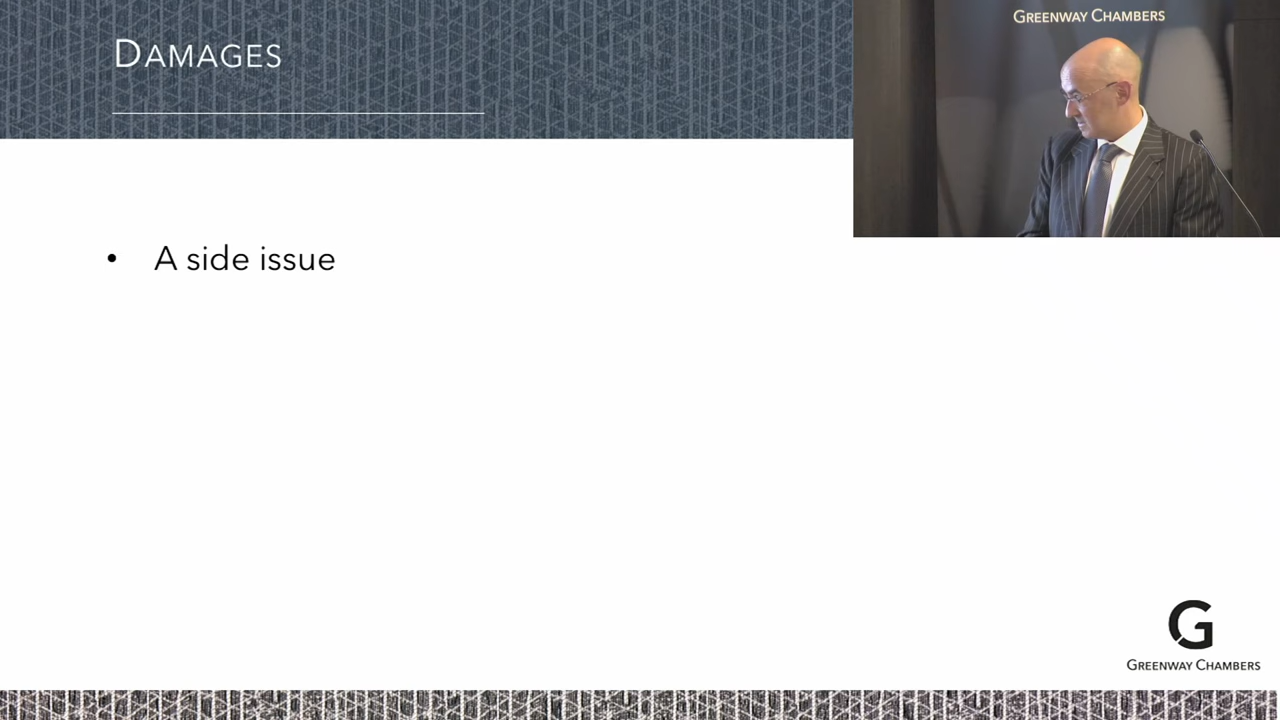 DAMAGES
GREENWAY CHAMBERS
• A side issue
G
GREENWAY CHAMBERS